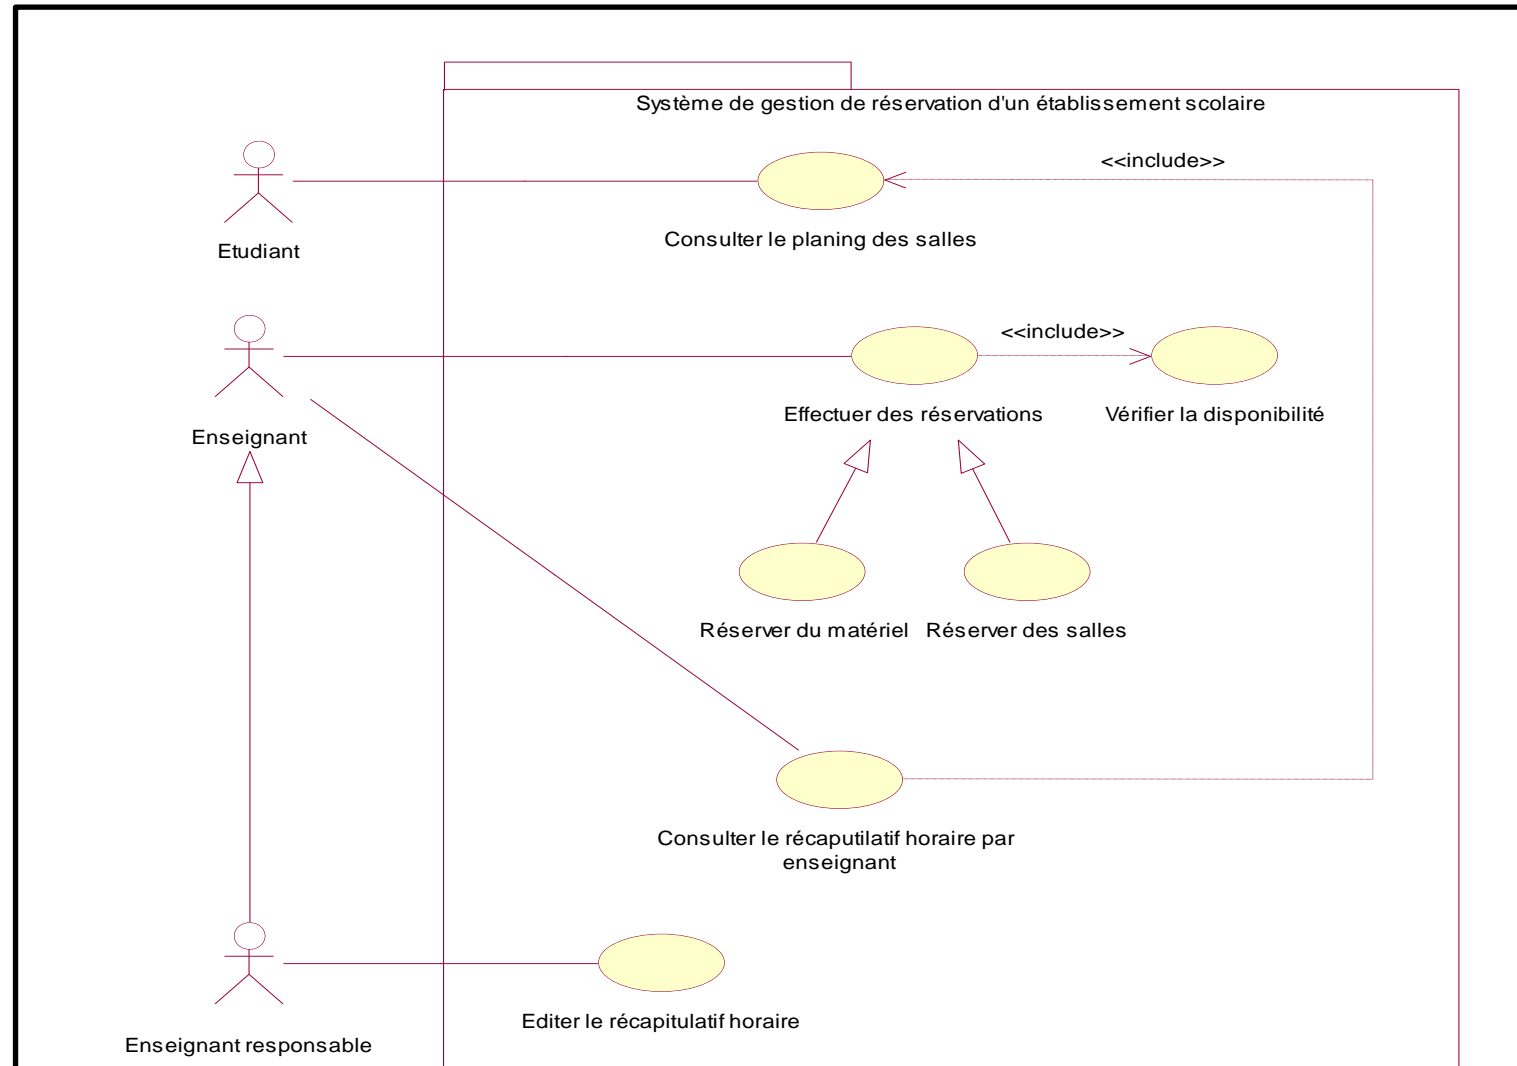 Système de gestion de réservation d'un établissement scolaire
<<include>>
Consulter le planing des salles
Etudiant
<<include>>
Effectuer des réservations
Vérifier la disponibilité
Enseignant
Réserver du matériel
Réserver des salles
Consulter le récaputilatif horaire par
enseignant
Editer le récapitulatif horaire
Enseignant responsable